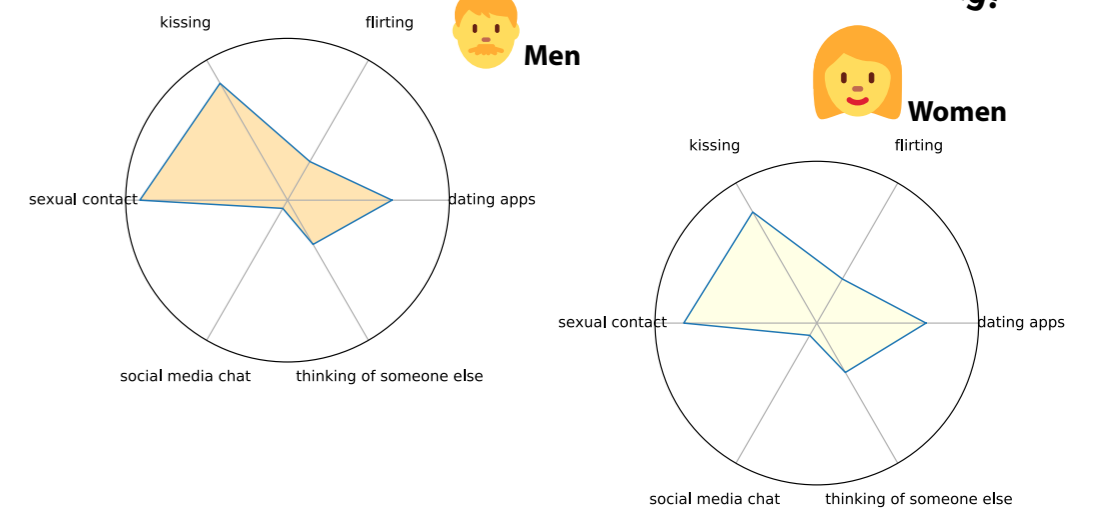 g?
Men
kissing
flirting
sexual contact
dating apps
social media chat
thinking of someone else
Women
kissing
flirting
sexual contact
dating apps
social media chat
thinking of someone else